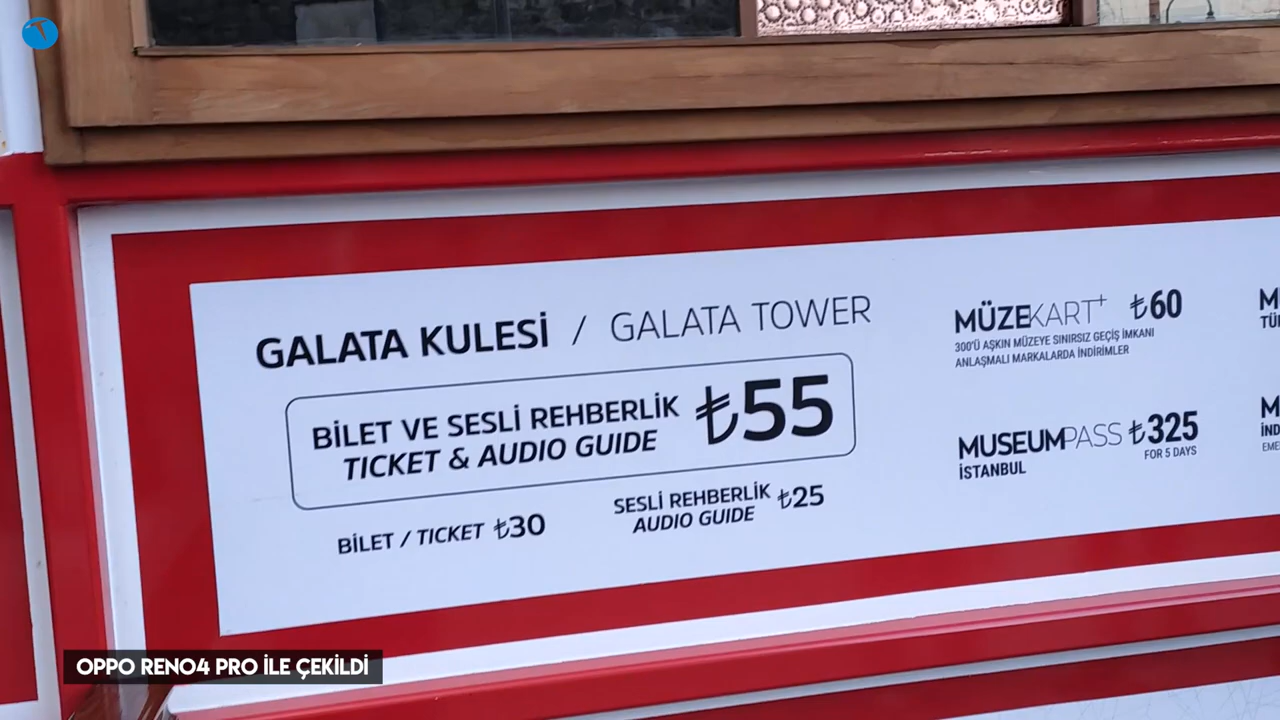 GALATA KULESİ / GALATA TOWER
BİLET VE SESLİ REHBERLİK ₺55
TICKET & AUDIO GUIDE
BİLET / TICKET ₺30
SESLİ REHBERLİK ₺25
AUDIO GUIDE
MÜZEKART+ ₺60
300'Ü AŞKIN MÜZEYE SINIRSIZ GEÇİŞ İMKANI
ANLAŞMALI MARKALARDA İNDİRİMLER
MUSEUMPASS ₺325
İSTANBUL
FOR 5 DAYS
OPPO RENO4 PRO İLE ÇEKİLDİ